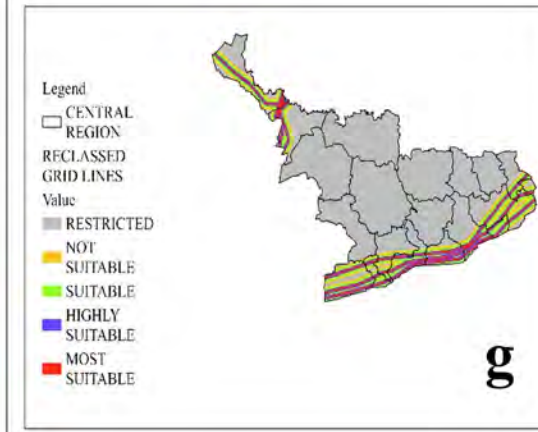 Legend
CENTRAL
REGION
RECLASSED
GRID LINES
Value
RESTRICTED
NOT
SUITABLE
SUITABLE
HIGHLY
SUITABLE
MOST
SUITABLE
g